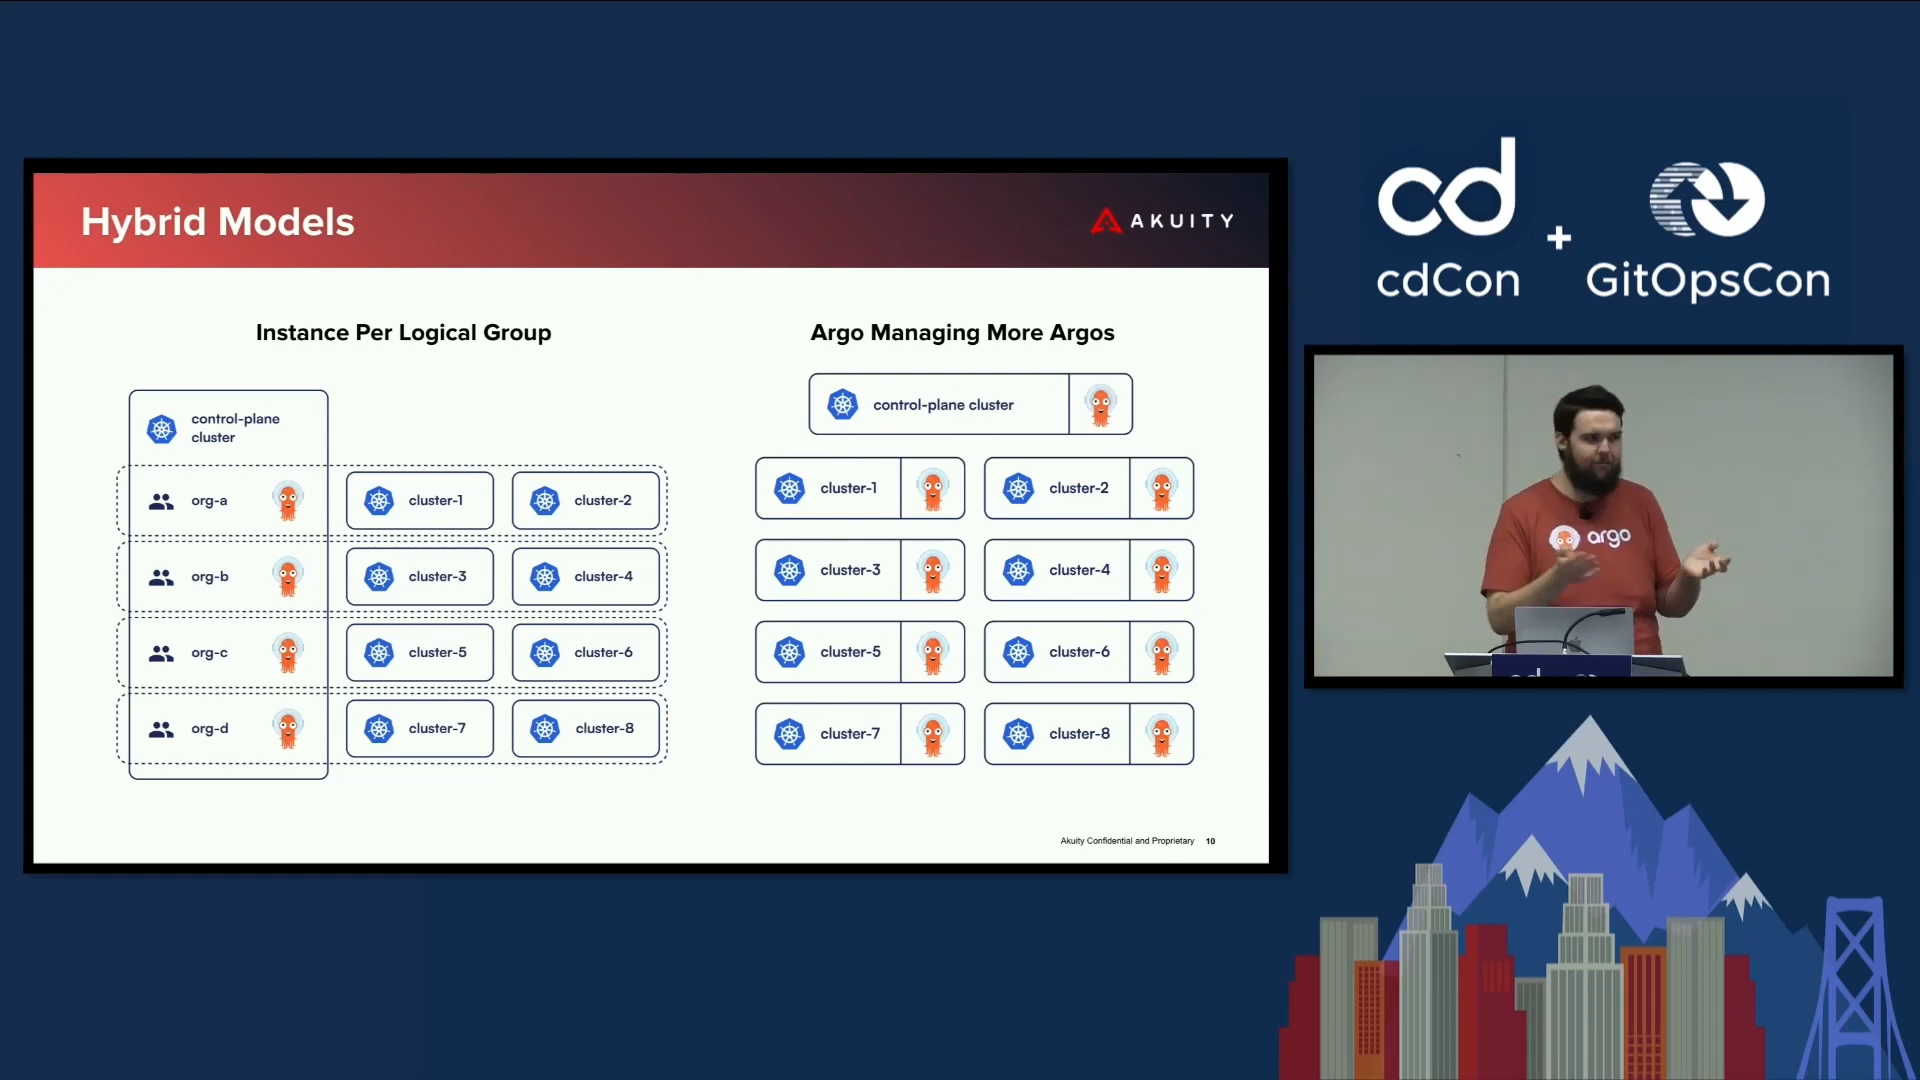 Hybrid Models
AKUITY
Instance Per Logical Group
control-plane
cluster
org-a
cluster-1
cluster-2
org-b
cluster-3
cluster-4
org-c
cluster-5
cluster-6
org-d
cluster-7
cluster-8
Argo Managing More Argos
control-plane cluster
cluster-1
cluster-2
cluster-3
cluster-4
cluster-5
cluster-6
cluster-7
cluster-8
Akuity Confidential and Proprietary 10
cd
+
cdCon
GitOpsCon
argo